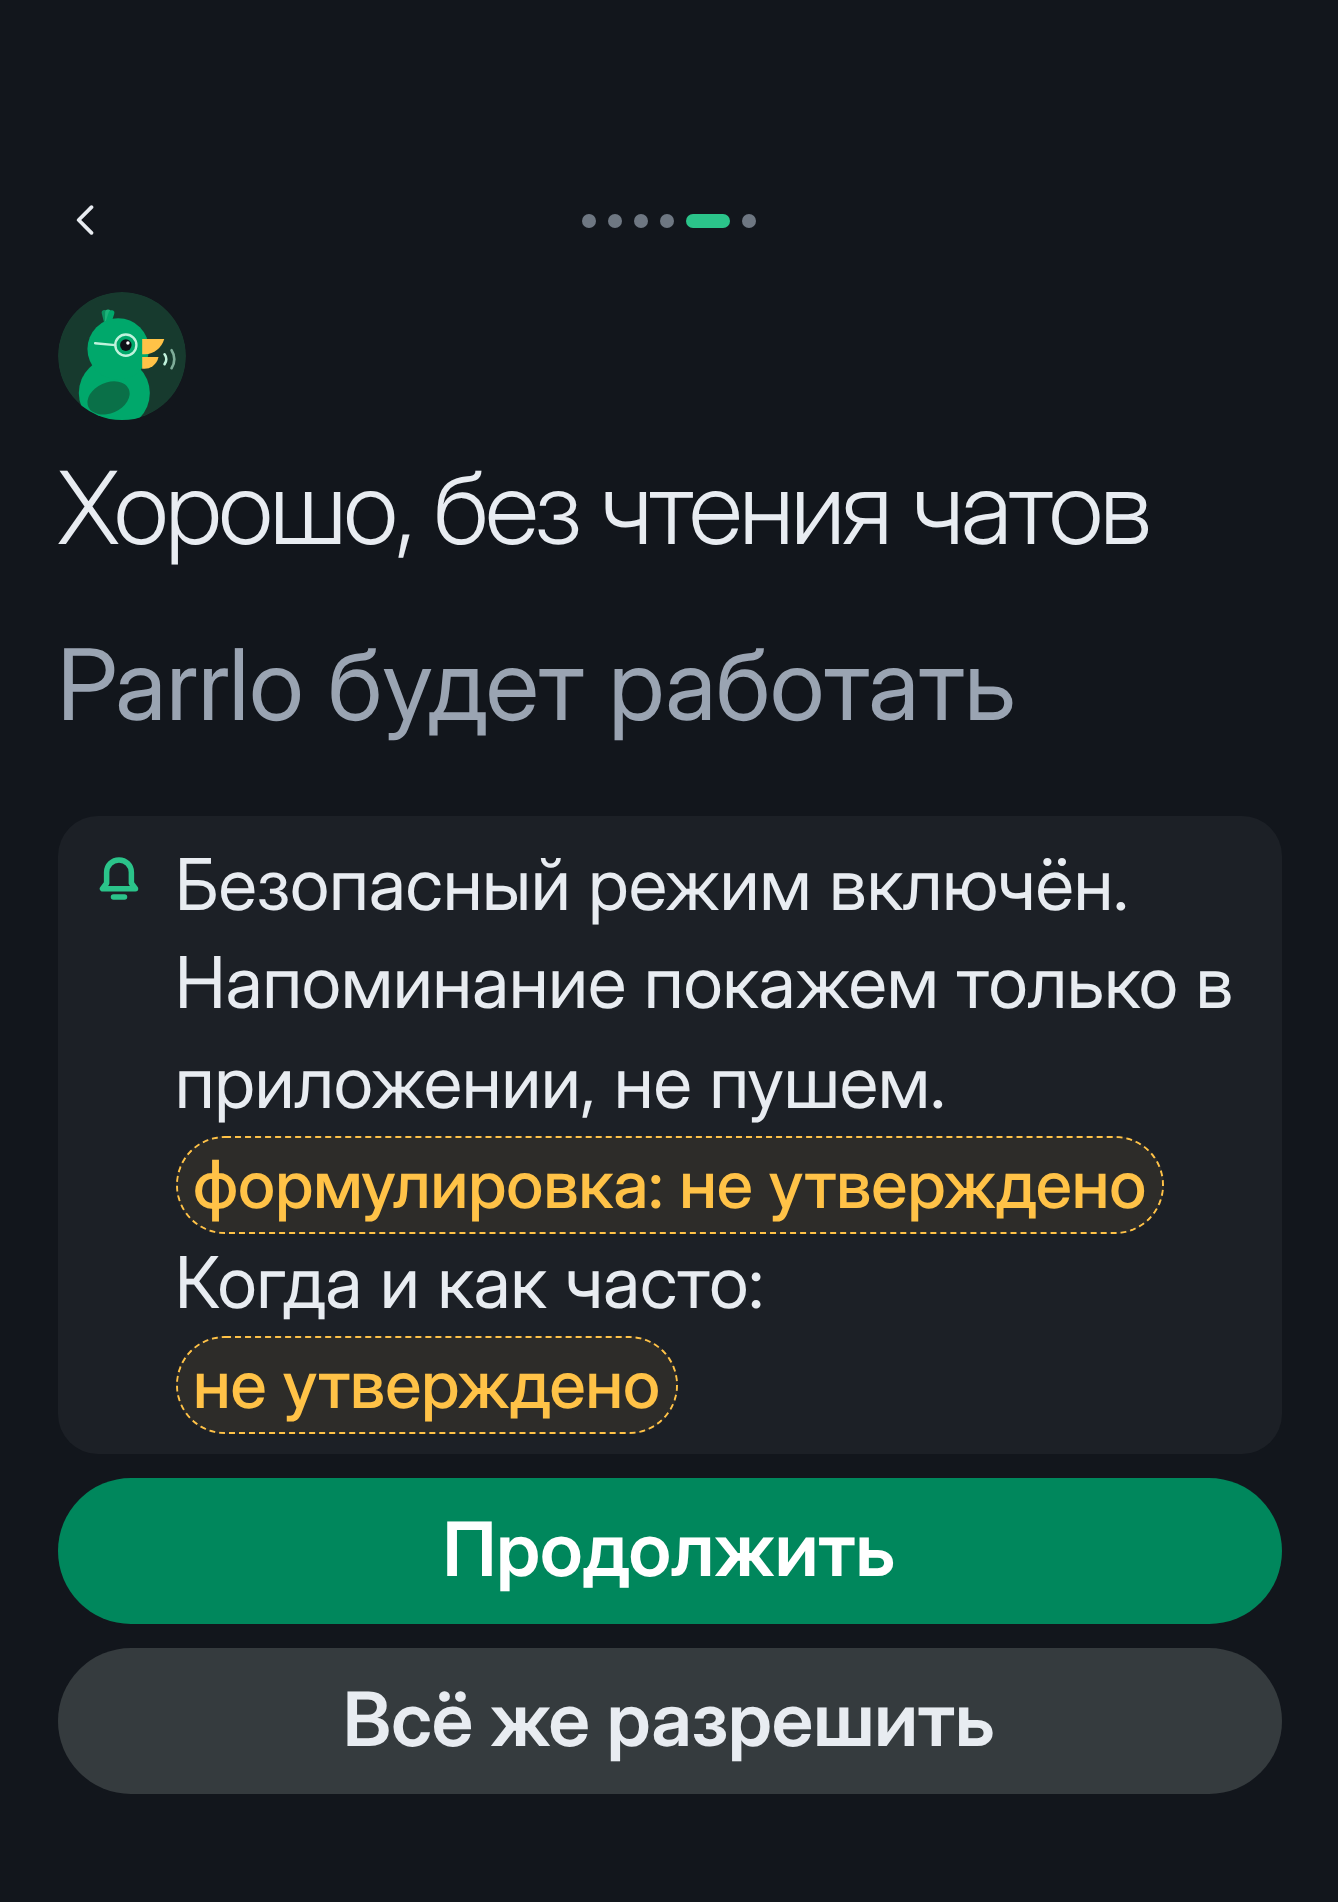 Хорошо, без чтения чатов
Parrlo будет работать
Безопасный режим включён.
Напоминание покажем только в
приложении, не пушем.
формулировка: не утверждено
Когда и как часто:
не утверждено
Продолжить
Всё же разрешить